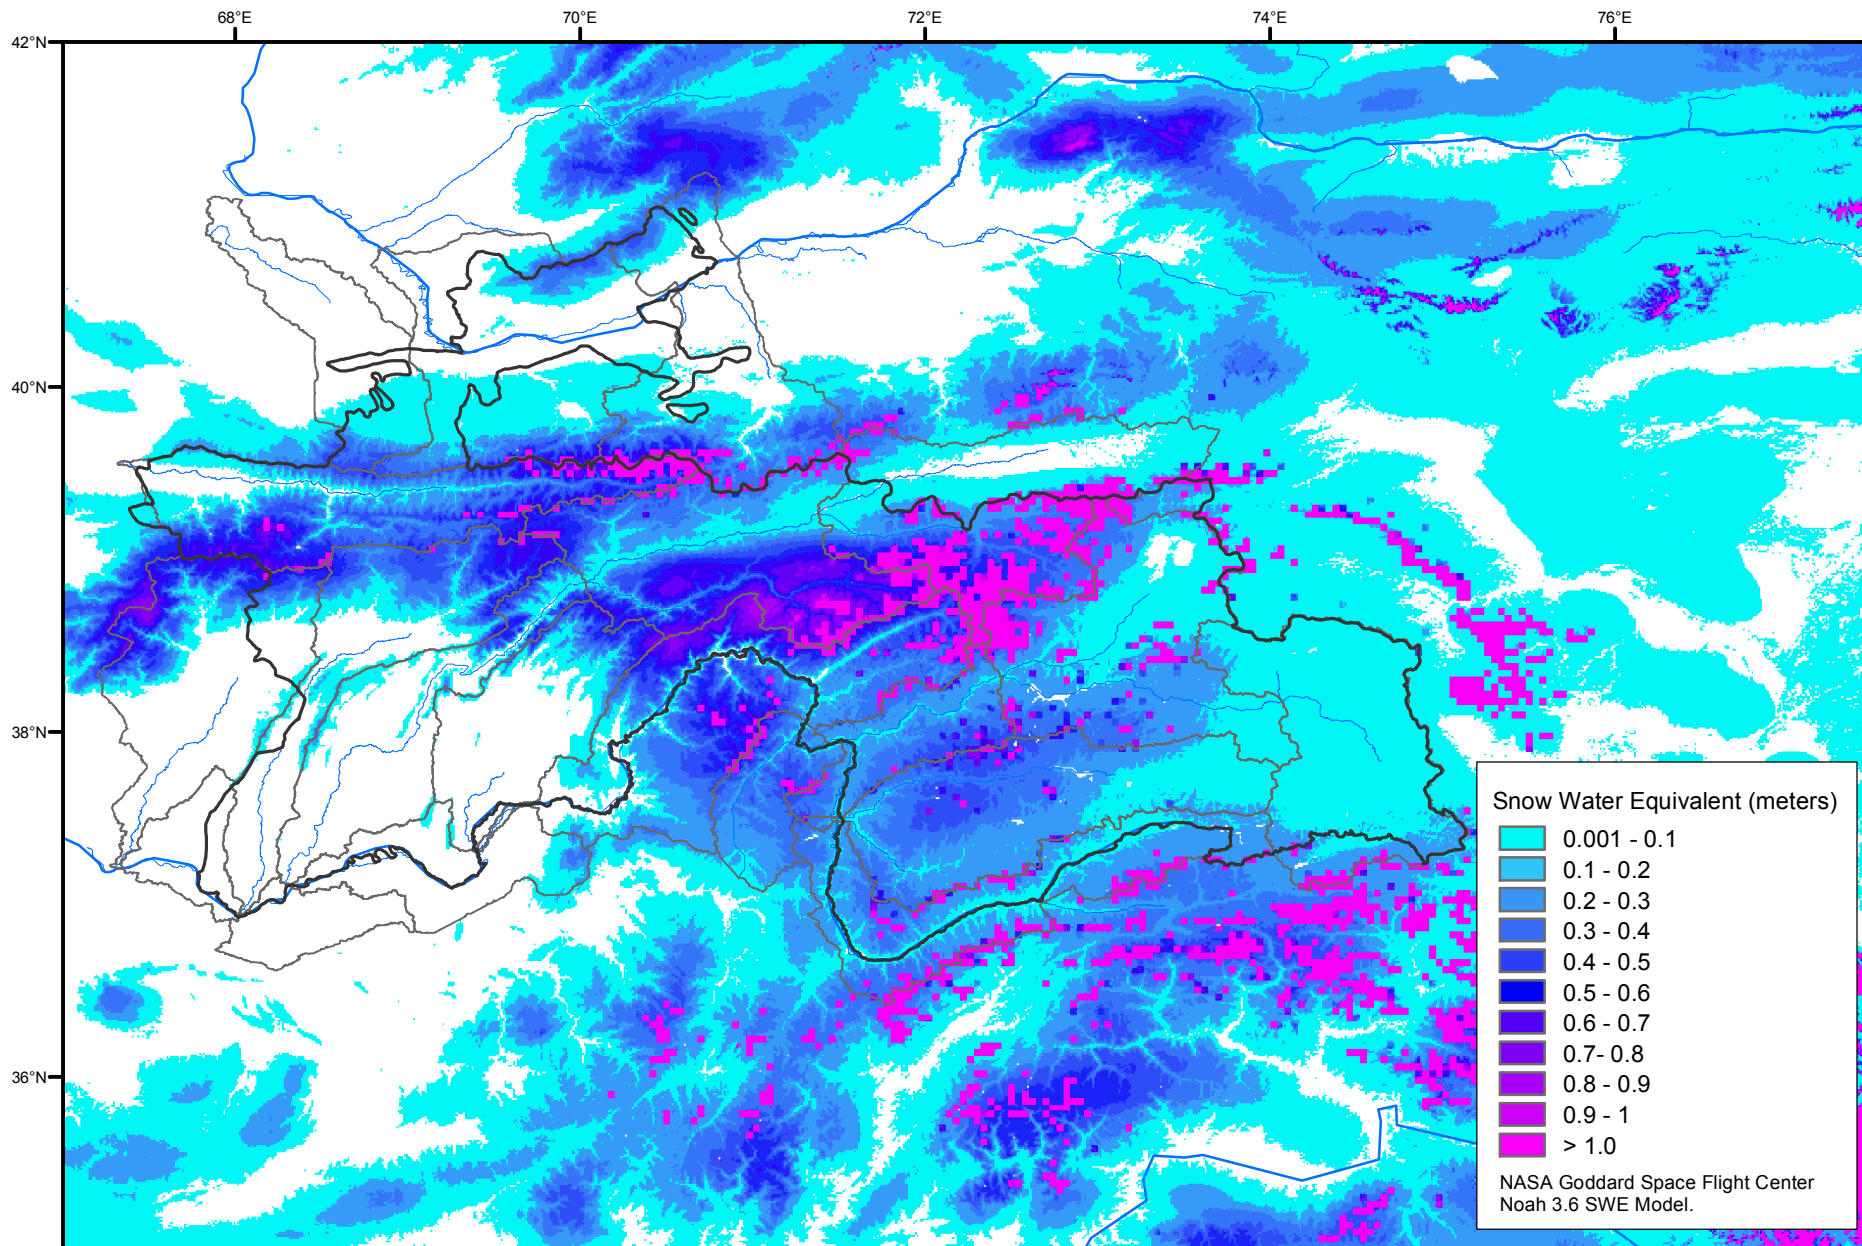 68°E
70°E
72°E
74°E
76°E
42°N
40°N
38°N
36°N
Snow Water Equivalent (meters)
0.001 - 0.1
0.1 - 0.2
0.2 - 0.3
0.3 - 0.4
0.4 - 0.5
0.5 - 0.6
0.6 - 0.7
0.7- 0.8
0.8 - 0.9
0.9 - 1
> 1.0
NASA Goddard Space Flight Center
Noah 3.6 SWE Model.